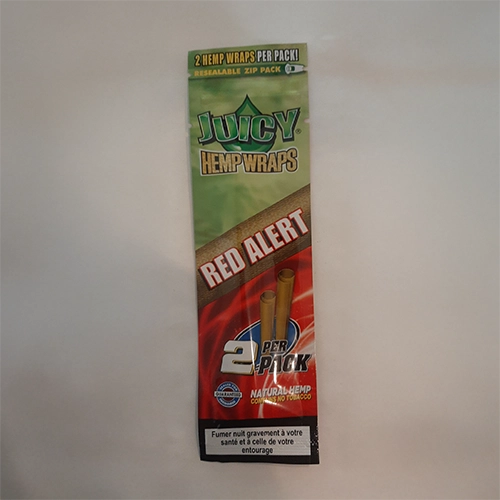 2 HEMP WRAPS PER PACK!
RESEALABLE ZIP PACK
JUICY®
HEMP WRAPS
RED ALERT
2 PER
-PACK
GUARANTEED
NATURAL HEMP
CONTAINS NO TOBACCO
Fumer nuit gravement à votre
santé et à celle de votre
entourage